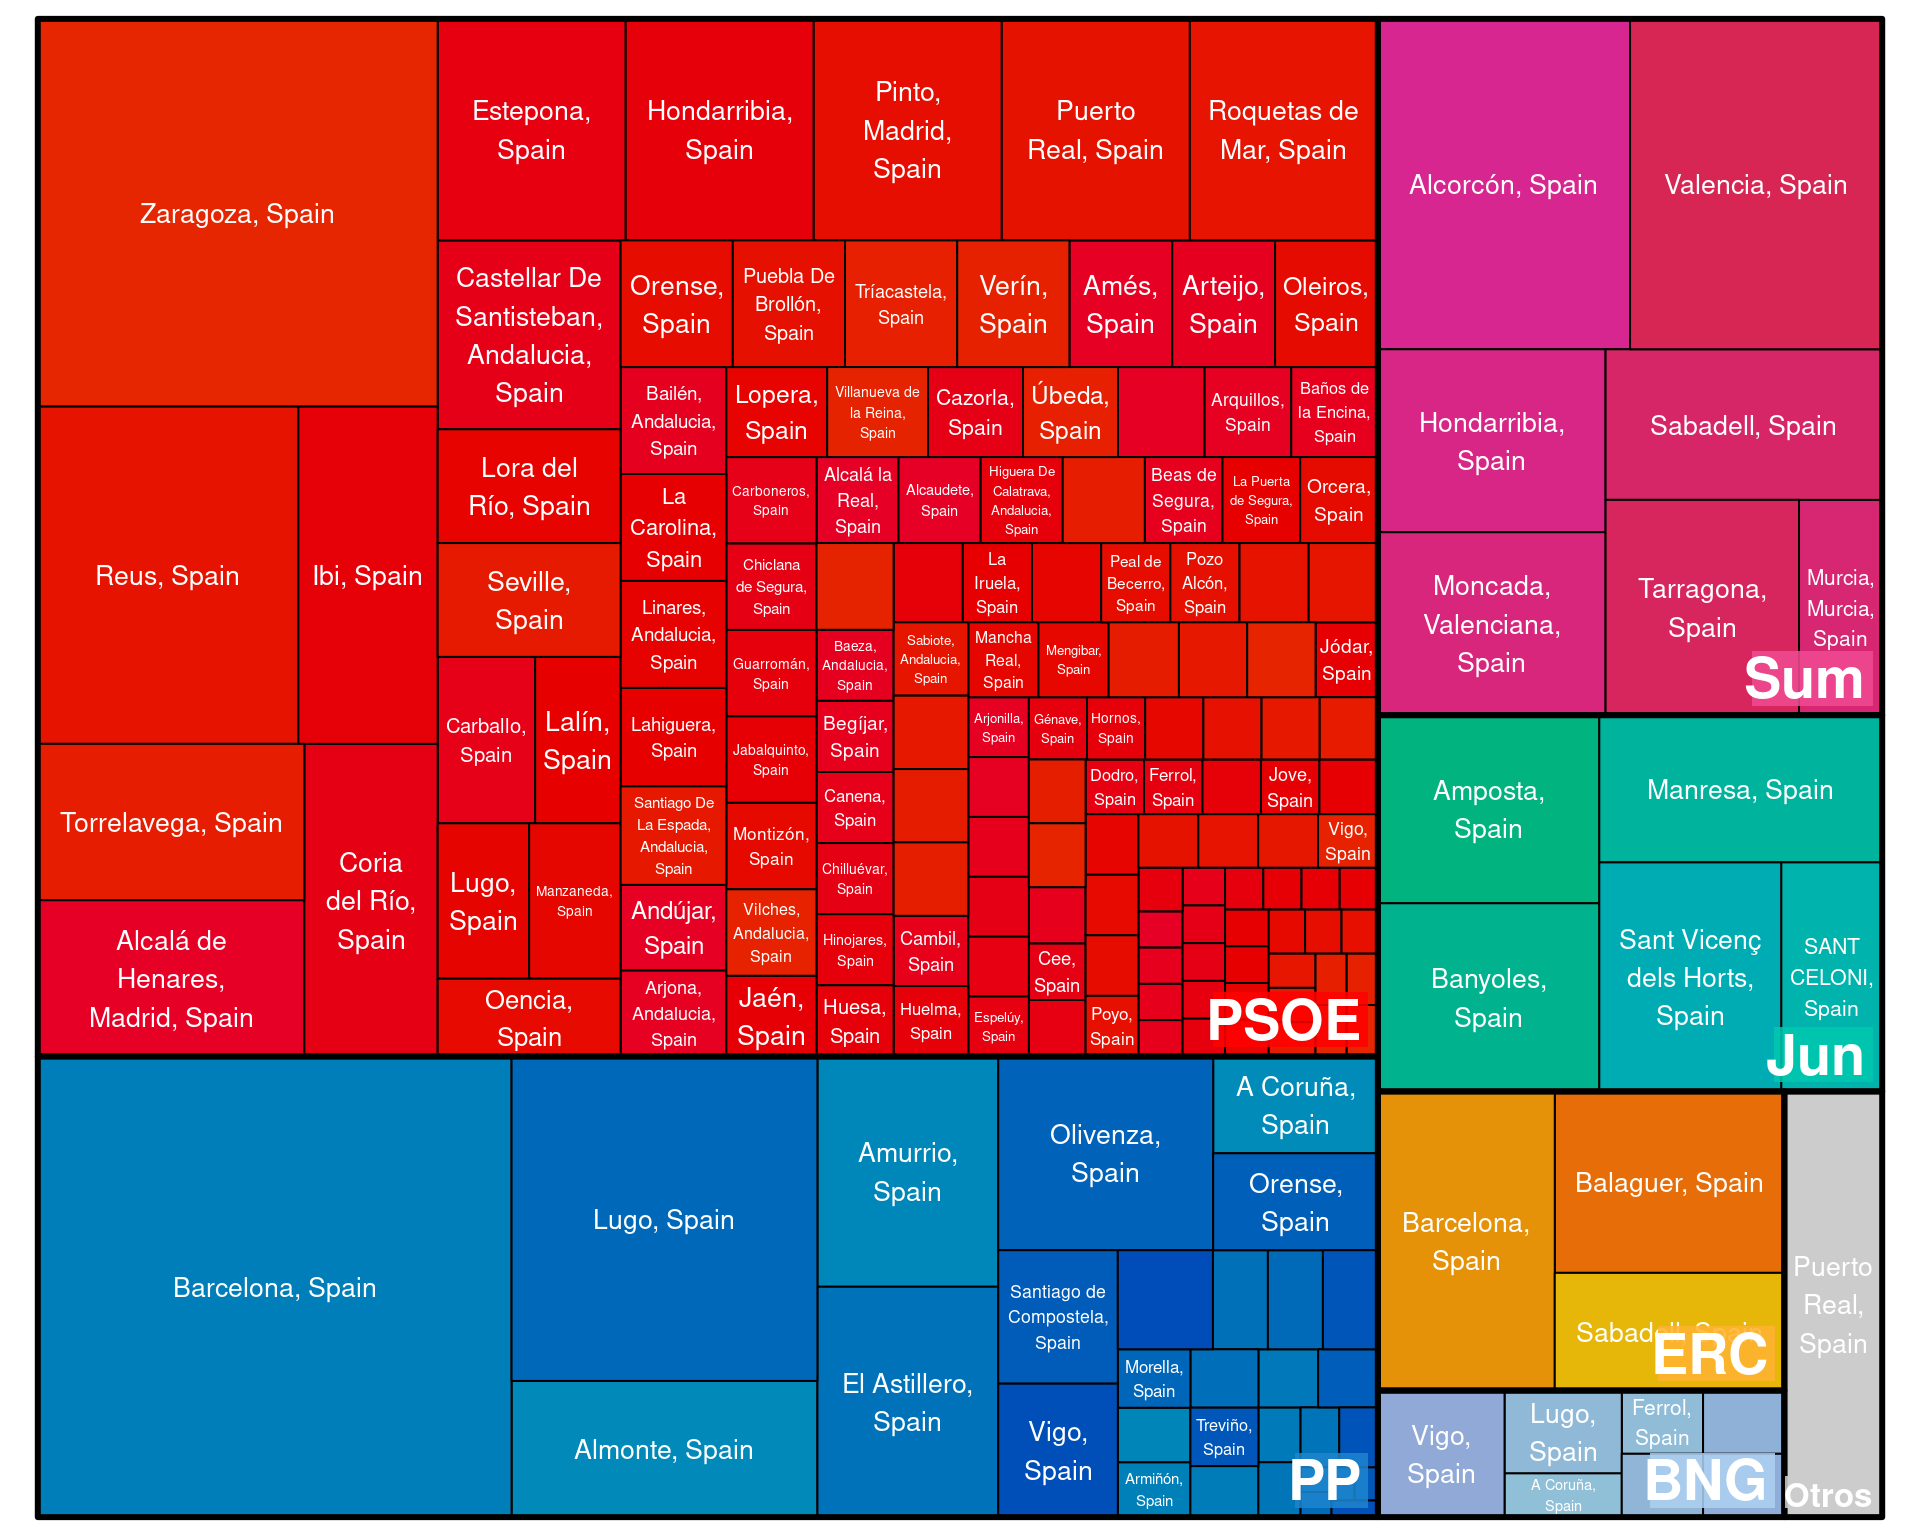 Zaragoza, Spain
Estepona,
Spain
Hondarribia,
Spain
Pinto,
Madrid,
Spain
Puerto
Real, Spain
Roquetas de
Mar, Spain
Castellar De
Santisteban,
Andalucia,
Spain
Orense,
Spain
Puebla De
Brollón,
Spain
Tríacastela,
Spain
Verín,
Spain
Amés,
Spain
Arteijo,
Spain
Oleiros,
Spain
Bailén,
Andalucia,
Spain
Lopera,
Spain
Villanueva de
la Reina,
Spain
Cazorla,
Spain
Úbeda,
Spain
Arquillos,
Spain
Baños de
la Encina,
Spain
Lora del
Río, Spain
La
Carolina,
Spain
Carboneros,
Spain
Alcalá la
Real,
Spain
Alcaudete,
Spain
Higuera De
Calatrava,
Andalucia,
Spain
Beas de
Segura,
Spain
La Puerta
de Segura,
Spain
Orcera,
Spain
Reus, Spain
Ibi, Spain
Seville,
Spain
Linares,
Andalucia,
Spain
Chiclana
de Segura,
Spain
La
Iruela,
Spain
Peal de
Becerro,
Spain
Pozo
Alcón,
Spain
Guarromán,
Spain
Baeza,
Andalucia,
Spain
Sabiote,
Andalucia,
Spain
Mancha
Real,
Spain
Mengibar,
Spain
Jódar,
Spain
Carballo,
Spain
Lalín,
Spain
Lahiguera,
Spain
Jabalquinto,
Spain
Begíjar,
Spain
Arjonilla,
Spain
Génave,
Spain
Hornos,
Spain
Torrelavega, Spain
Coria
del Río,
Spain
Santiago De
La Espada,
Andalucia,
Spain
Montizón,
Spain
Canena,
Spain
Dodro,
Spain
Ferrol,
Spain
Jove,
Spain
Vigo,
Spain
Lugo,
Spain
Manzaneda,
Spain
Andújar,
Spain
Vilches,
Andalucia,
Spain
Chilluévar,
Spain
Hinojares,
Spain
Cambil,
Spain
Cee,
Spain
Alcalá de
Henares,
Madrid, Spain
Oencia,
Spain
Arjona,
Andalucia,
Spain
Jaén,
Spain
Huesa,
Spain
Huelma,
Spain
Espelúy,
Spain
Poyo,
Spain
PSOE
Alcorcón, Spain
Valencia, Spain
Hondarribia,
Spain
Sabadell, Spain
Moncada,
Valenciana,
Spain
Tarragona,
Spain
Murcia,
Murcia,
Spain
Sum
Amposta,
Spain
Manresa, Spain
Banyoles,
Spain
Sant Vicenç
dels Horts,
Spain
SANT
CELONI,
Spain
Jun
Barcelona, Spain
Lugo, Spain
Almonte, Spain
Amurrio,
Spain
El Astillero,
Spain
Olivenza,
Spain
A Coruña,
Spain
Orense,
Spain
Santiago de
Compostela,
Spain
Vigo,
Spain
Morella,
Spain
Treviño,
Spain
Armiñón,
Spain
PP
Barcelona,
Spain
Balaguer, Spain
Sabadell, Spain
ERC
Puerto
Real,
Spain
Otros
Vigo,
Spain
Lugo,
Spain
A Coruña,
Spain
Ferrol,
Spain
BNG